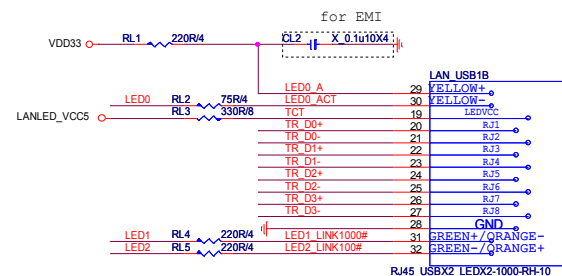 for EMI
VDD33 RL1 220R/4 CL2 X_0.1u10X4
LAN_USB1B
LED0_A 29 YELLOW+
LED0 RL2 75R/4 LED0_ACT 30 YELLOW-
LANLED_VCC5 RL3 330R/8 TCT 19 LEDVCC
TR_D0+ 20 RJ1
TR_D0- 21 RJ2
TR_D1+ 22 RJ3
TR_D1- 23 RJ4
TR_D2+ 24 RJ5
TR_D2- 25 RJ6
TR_D3+ 26 RJ7
TR_D3- 27 RJ8
28 GND
LED1 RL4 220R/4 LED1_LINK1000# 31 GREEN+/ORANGE-
LED2 RL5 220R/4 LED2_LINK100# 32 GREEN-/ORANGE+
RJ45_USBX2_LEDX2-1000-RH-10